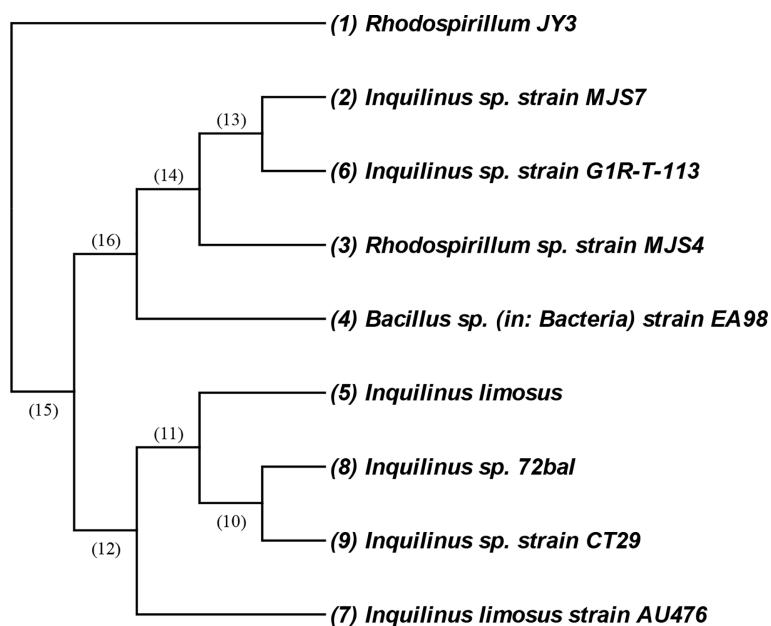 (1) Rhodospirillum JY3
(2) Inquilinus sp. strain MJS7
(13)
(6) Inquilinus sp. strain G1R-T-113
(14)
(3) Rhodospirillum sp. strain MJS4
(16)
(4) Bacillus sp. (in: Bacteria) strain EA98
(5) Inquilinus limosus
(15)
(11)
(8) Inquilinus sp. 72bal
(10)
(9) Inquilinus sp. strain CT29
(12)
(7) Inquilinus limosus strain AU476